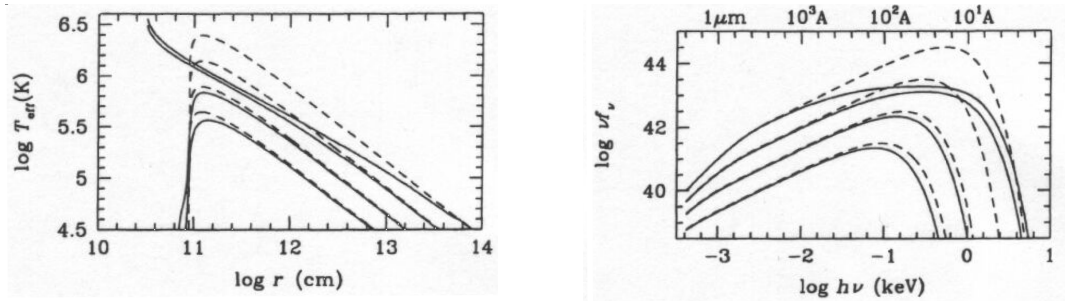 6.5
6
5.5
5
4.5
log T_eff(K)
10 11 12 13 14
log r (cm)
1μm 10³A 10²A 10¹A
44
42
40
log νf_ν
−3 −2 −1 0 1
log hν (keV)